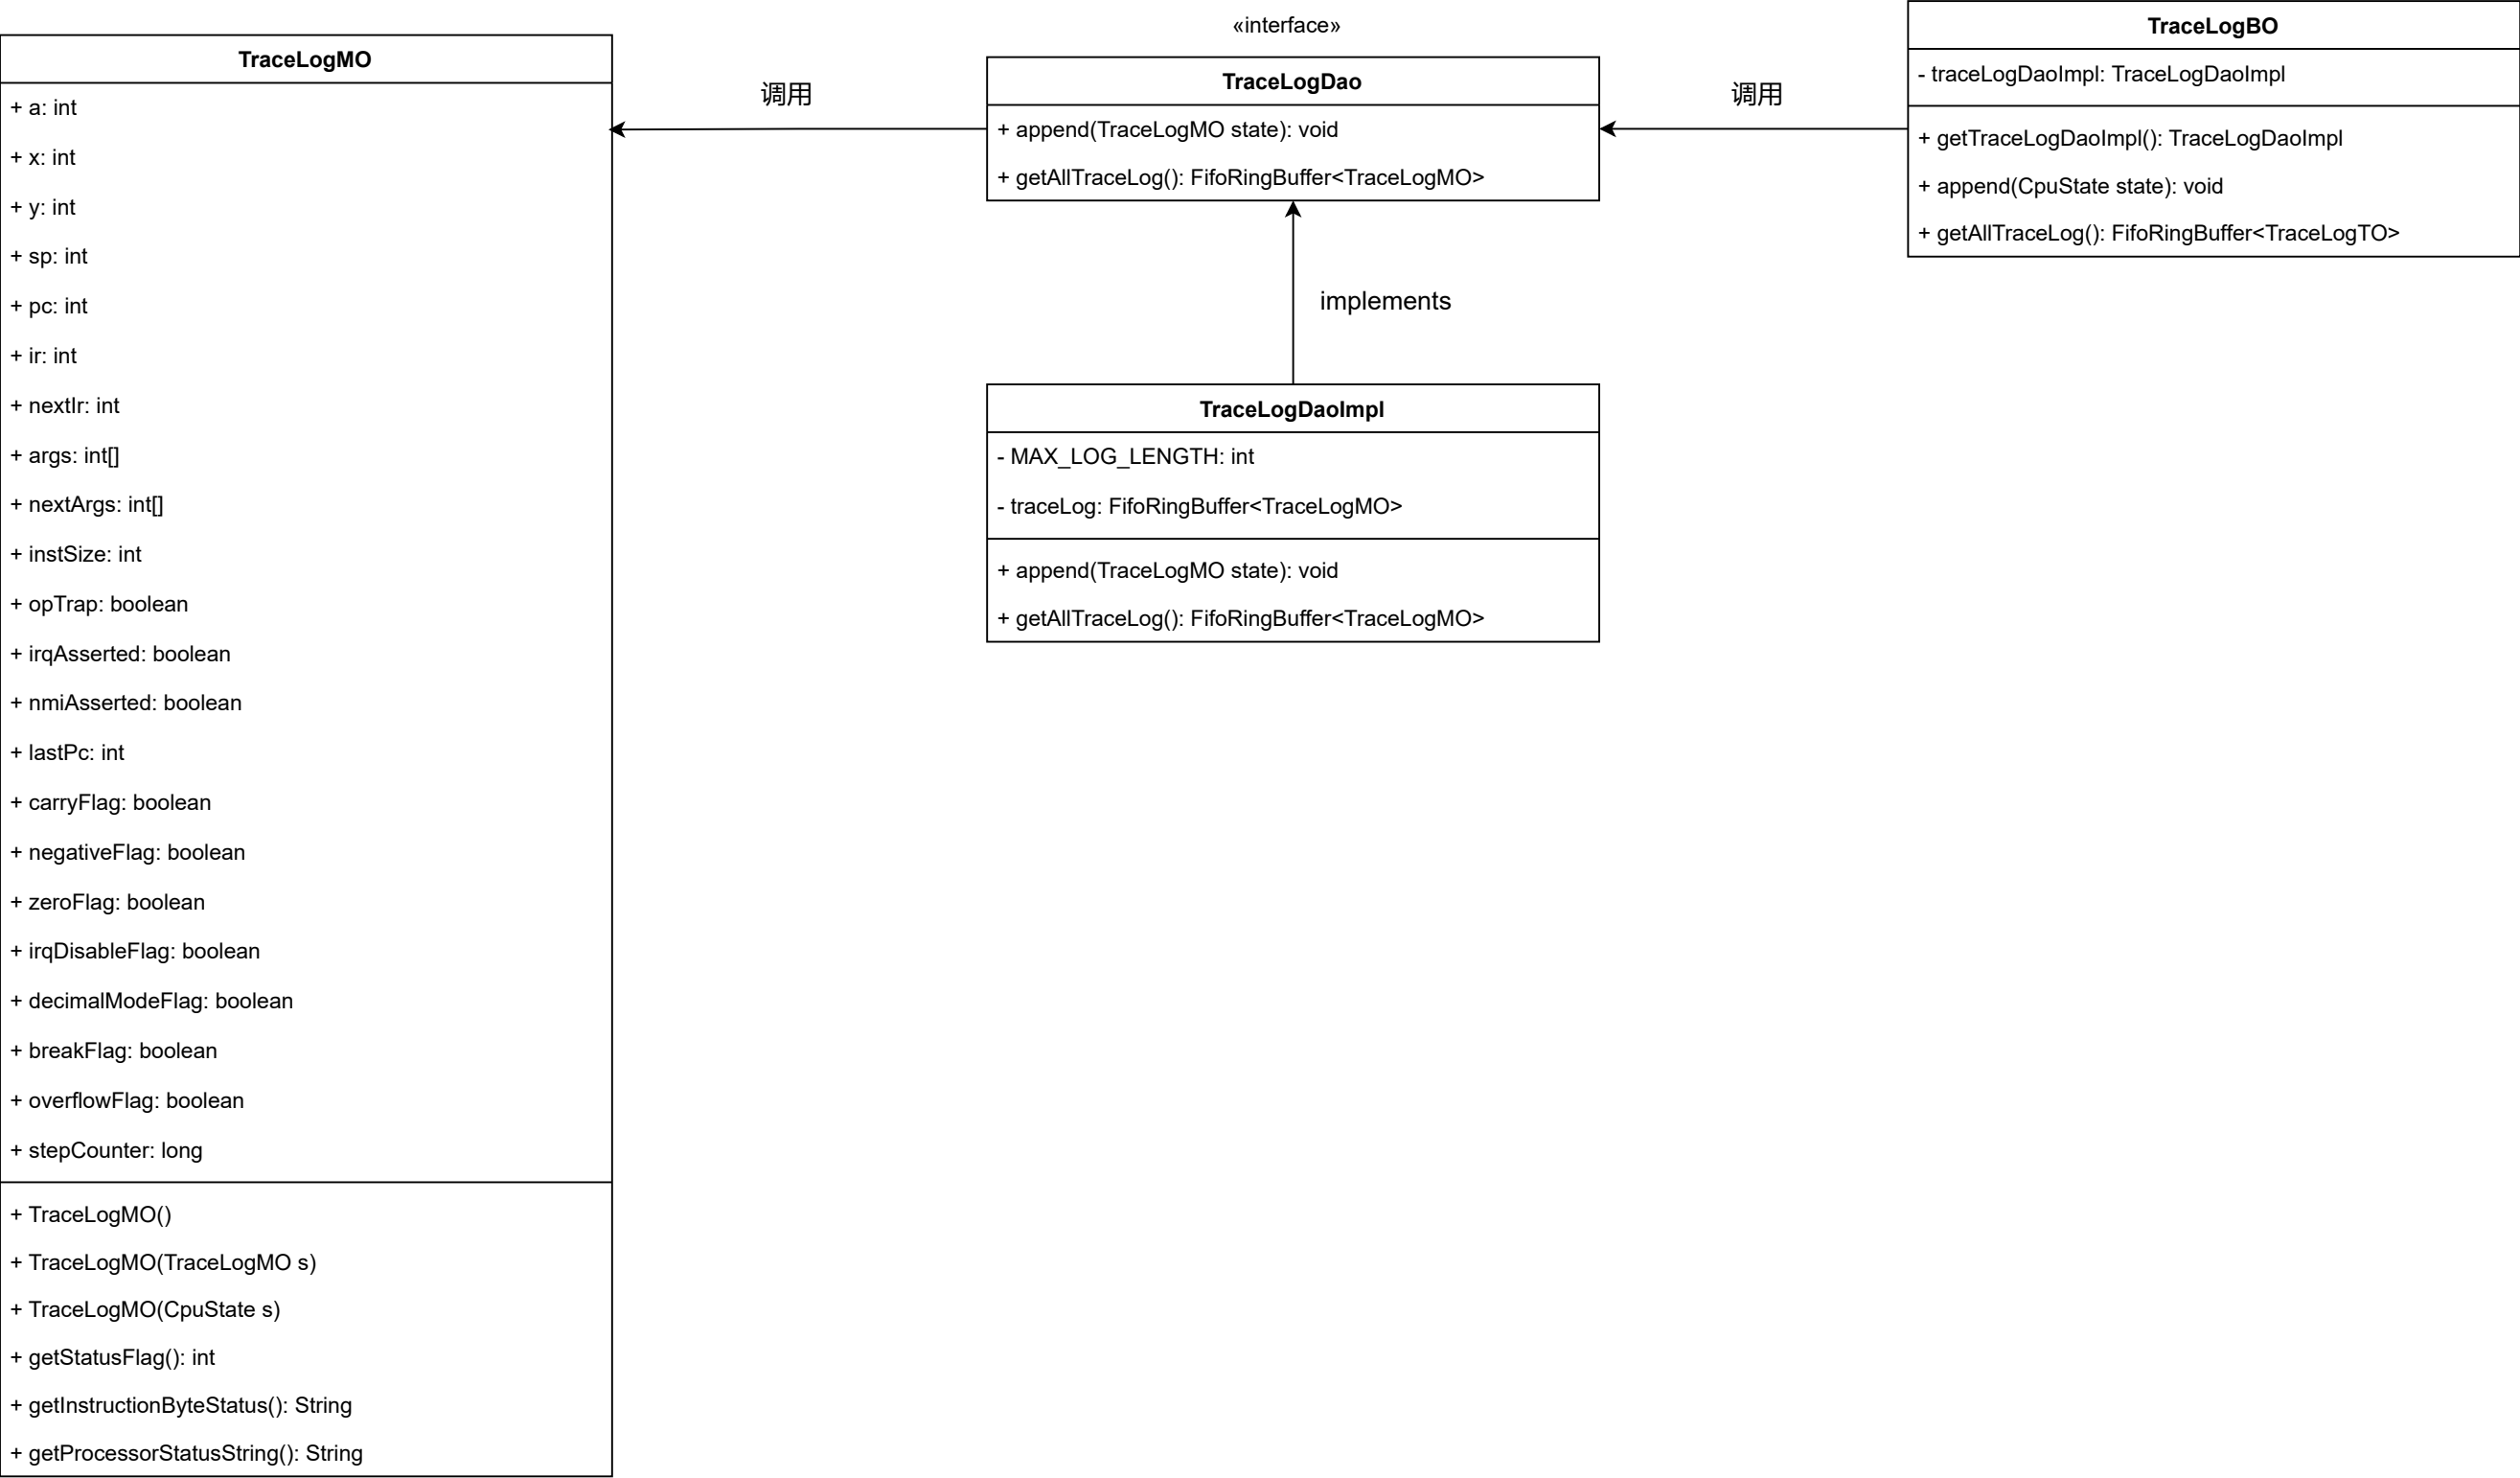 TraceLogMO
+ a: int
+ x: int
+ y: int
+ sp: int
+ pc: int
+ ir: int
+ nextIr: int
+ args: int[]
+ nextArgs: int[]
+ instSize: int
+ opTrap: boolean
+ irqAsserted: boolean
+ nmiAsserted: boolean
+ lastPc: int
+ carryFlag: boolean
+ negativeFlag: boolean
+ zeroFlag: boolean
+ irqDisableFlag: boolean
+ decimalModeFlag: boolean
+ breakFlag: boolean
+ overflowFlag: boolean
+ stepCounter: long
+ TraceLogMO()
+ TraceLogMO(TraceLogMO s)
+ TraceLogMO(CpuState s)
+ getStatusFlag(): int
+ getInstructionByteStatus(): String
+ getProcessorStatusString(): String
调用
«interface»
TraceLogDao
+ append(TraceLogMO state): void
+ getAllTraceLog(): FifoRingBuffer<TraceLogMO>
implements
TraceLogDaoImpl
- MAX_LOG_LENGTH: int
- traceLog: FifoRingBuffer<TraceLogMO>
+ append(TraceLogMO state): void
+ getAllTraceLog(): FifoRingBuffer<TraceLogMO>
调用
TraceLogBO
- traceLogDaoImpl: TraceLogDaoImpl
+ getTraceLogDaoImpl(): TraceLogDaoImpl
+ append(CpuState state): void
+ getAllTraceLog(): FifoRingBuffer<TraceLogTO>